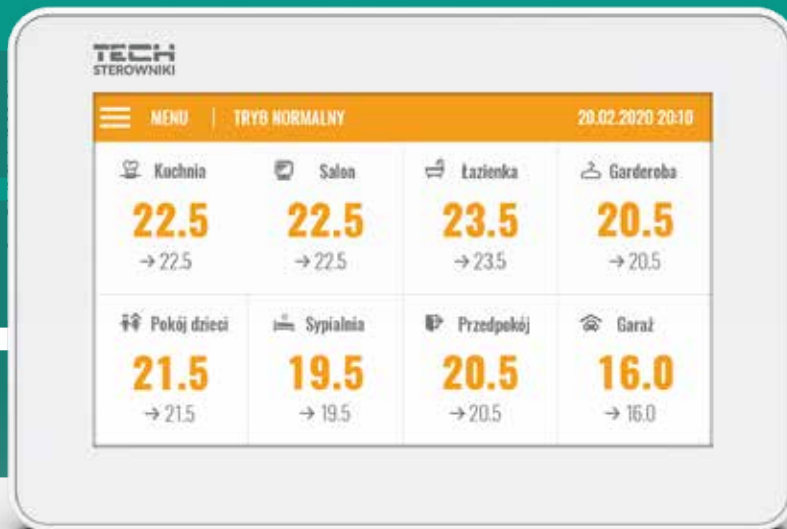 TECH
STEROWNIKI
MENU | TRYB NORMALNY 20.02.2020 20:10
Kuchnia Salon Łazienka Garderoba
22.5 22.5 23.5 20.5
→ 22.5 → 22.5 → 23.5 → 20.5
Pokój dzieci Sypialnia Przedpokój Garaż
21.5 19.5 20.5 16.0
→ 21.5 → 19.5 → 20.5 → 16.0